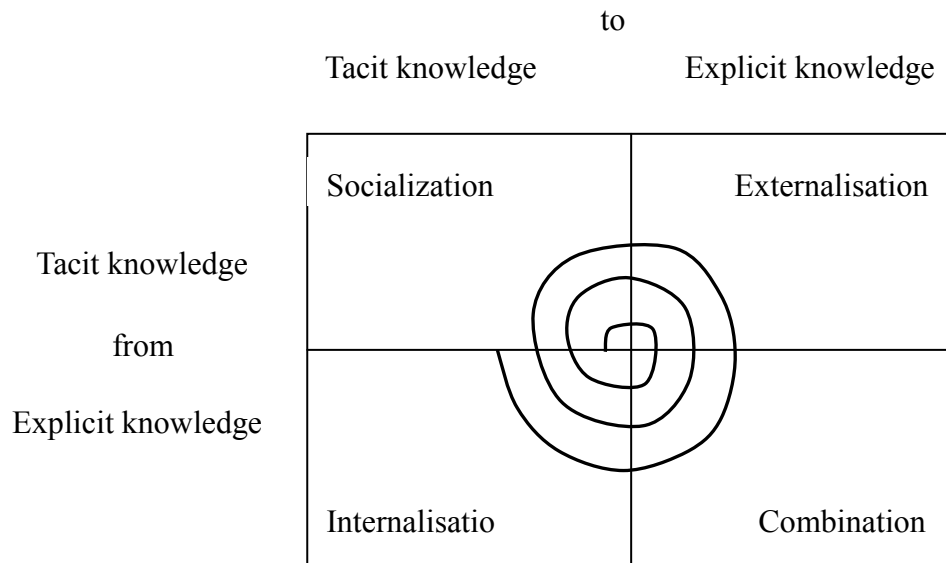 to
Tacit knowledge Explicit knowledge
Socialization Externalisation
Tacit knowledge
from
Explicit knowledge
Internalisatio Combination